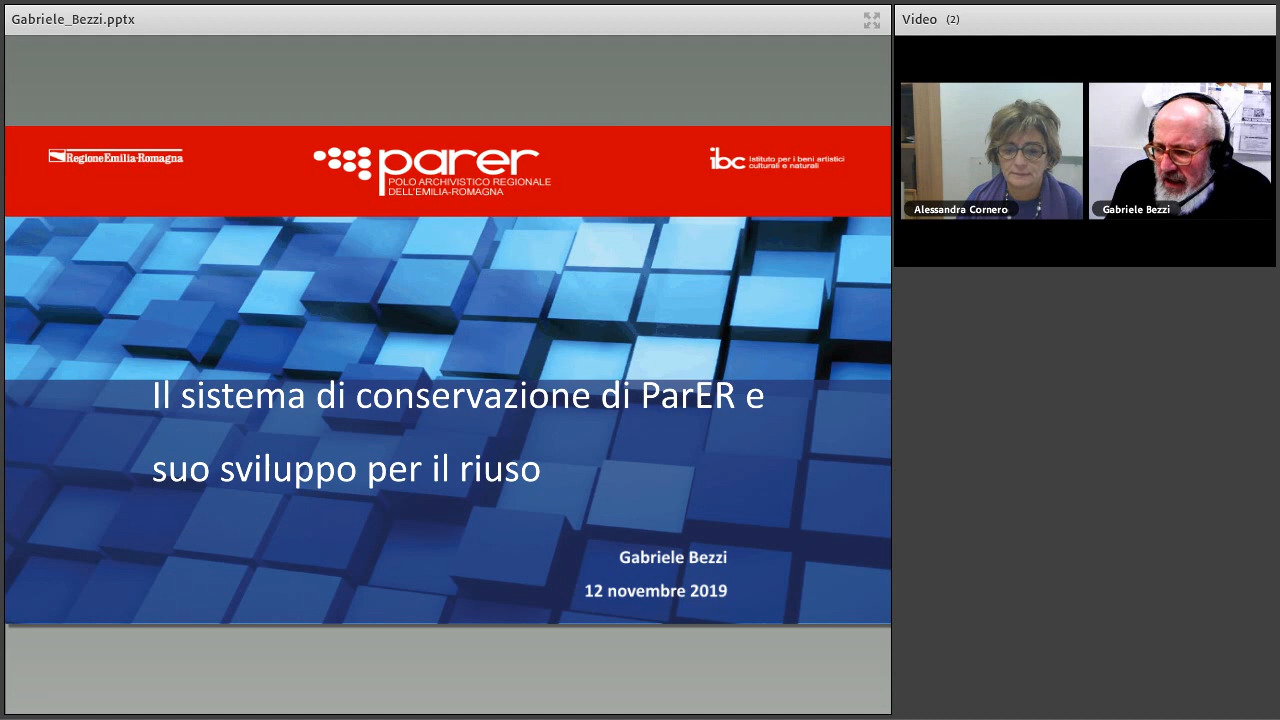 Gabriele_Bezzi.pptx
Video (2)
RegioneEmilia-Romagna
parer
POLO ARCHIVISTICO REGIONALE
DELL'EMILIA-ROMAGNA
ibc Istituto per i beni artistici
culturali e naturali
Alessandra Cornero
Gabriele Bezzi
Il sistema di conservazione di ParER e
suo sviluppo per il riuso
Gabriele Bezzi
12 novembre 2019